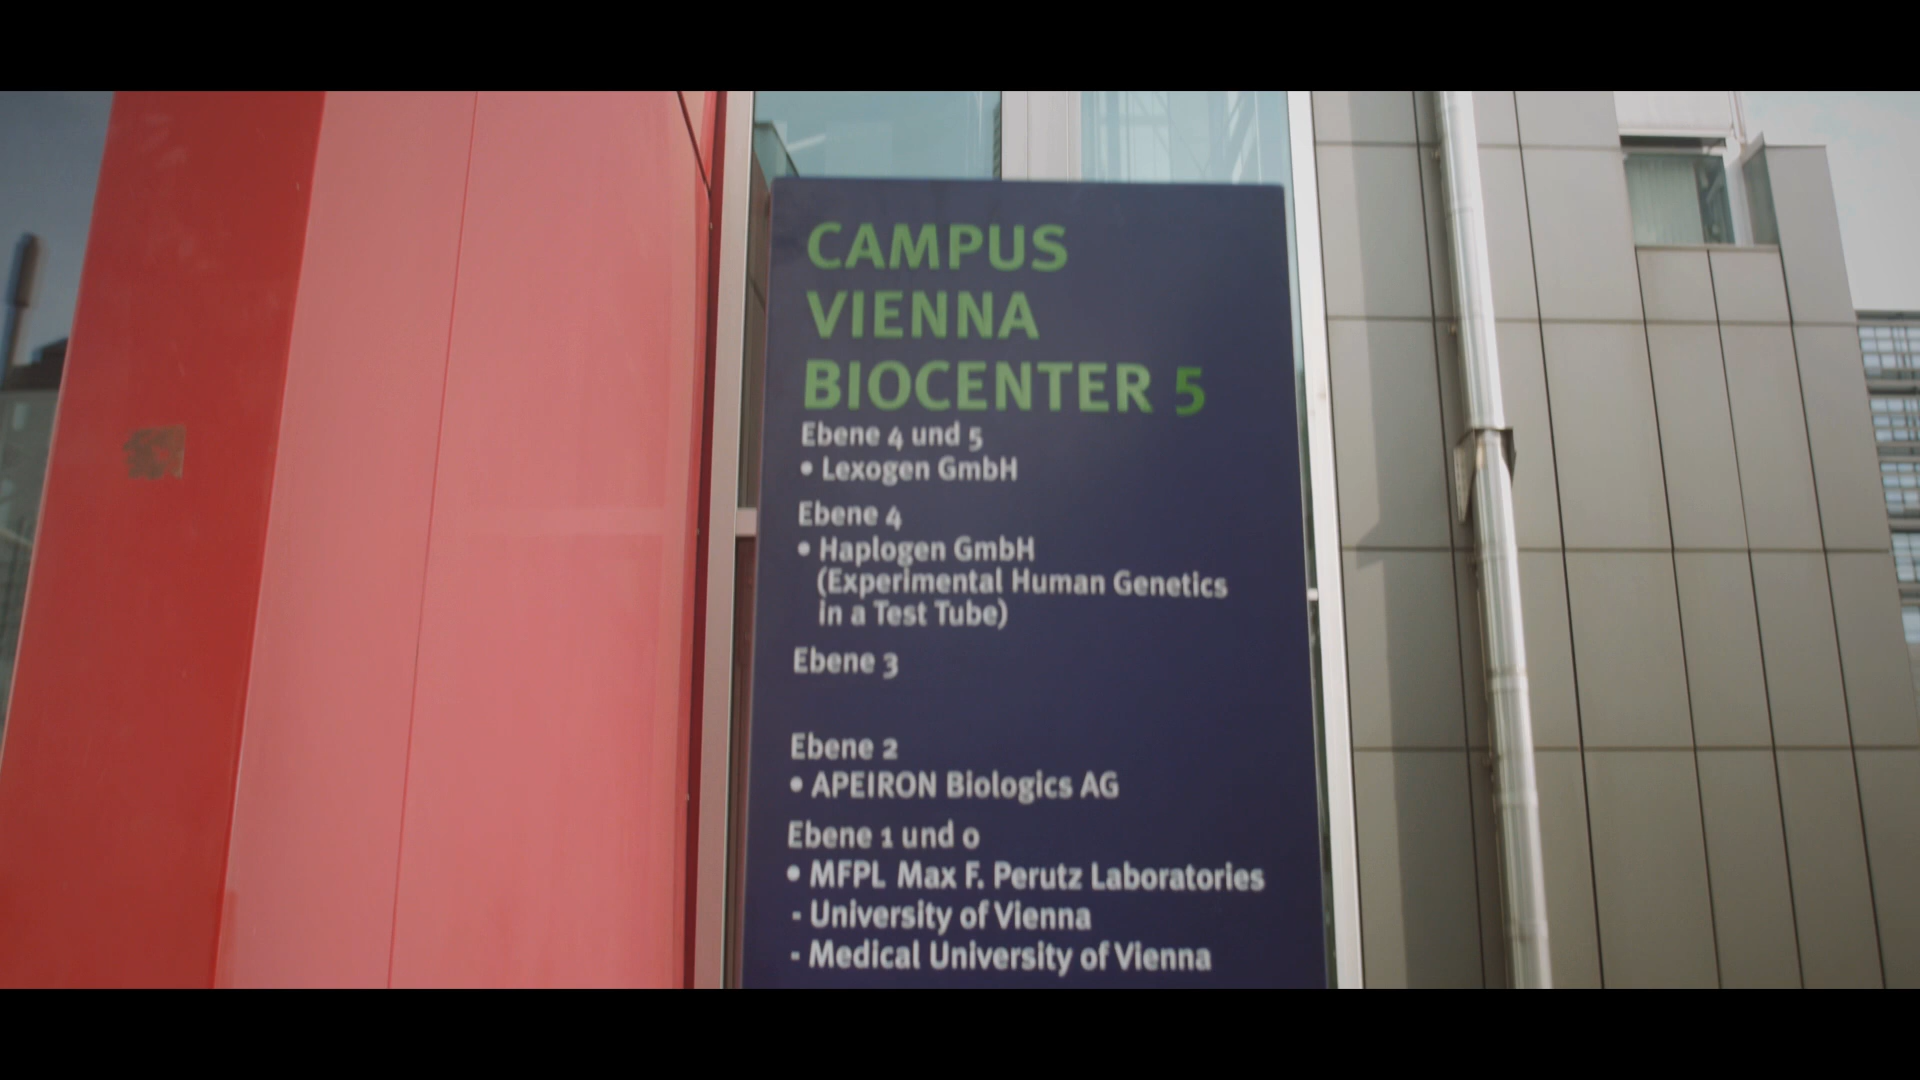 CAMPUS
VIENNA
BIOCENTER 5
Ebene 4 und 5
• Lexogen GmbH
Ebene 4
• Haplogen GmbH
(Experimental Human Genetics
in a Test Tube)
Ebene 3
Ebene 2
• APEIRON Biologics AG
Ebene 1 und 0
• MFPL Max F. Perutz Laboratories
- University of Vienna
- Medical University of Vienna